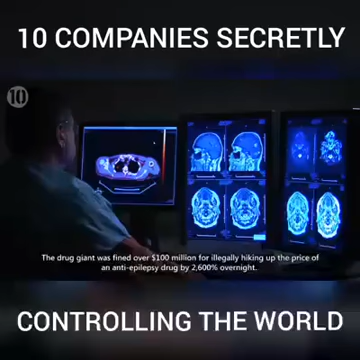 10 COMPANIES SECRETLY
10
The drug giant was fined over $100 million for illegally hiking up the price of
an anti-epilepsy drug by 2,600% overnight.
CONTROLLING THE WORLD